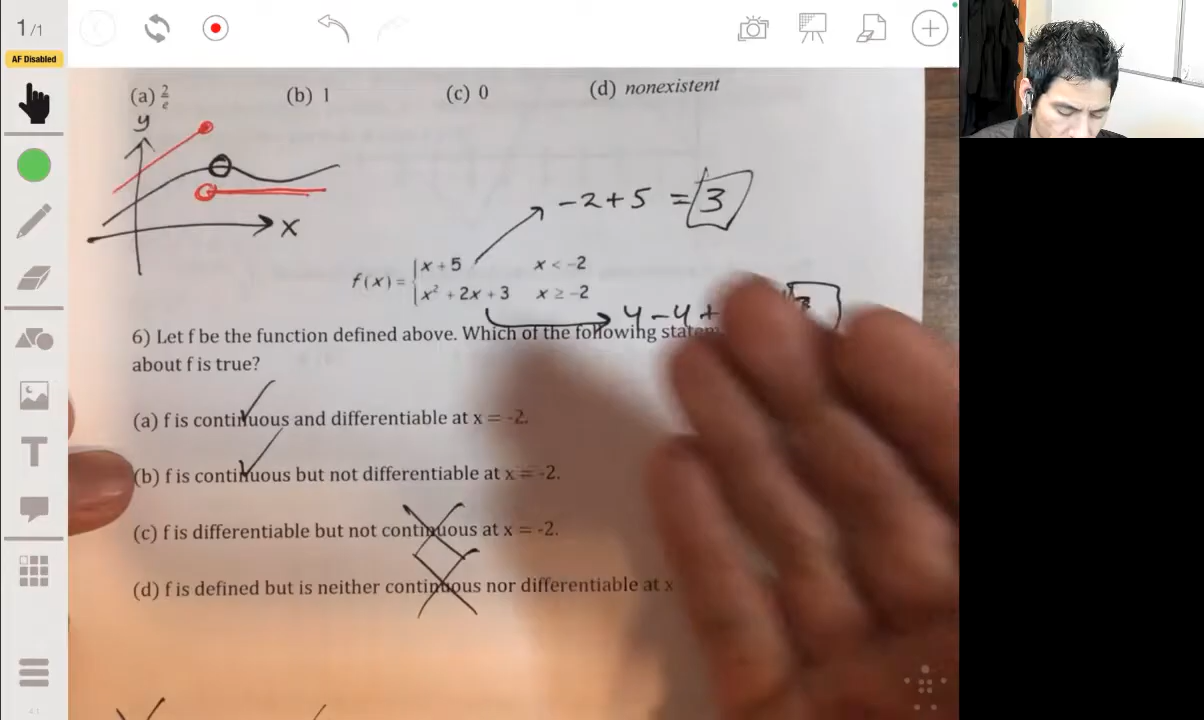 1/1
AF Disabled
(a) 2/e (b) 1 (c) 0 (d) nonexistent
y
x
-2+5 = 3
f(x) = { x + 5 x < -2
x² + 2x + 3 x ≥ -2
4-4+ 3
6) Let f be the function defined above. Which of the following
about f is true?
(a) f is continuous and differentiable at x = -2.
(b) f is continuous but not differentiable at x = -2.
(c) f is differentiable but not continuous at x = -2.
(d) f is defined but is neither continuous nor differentiable at x
T